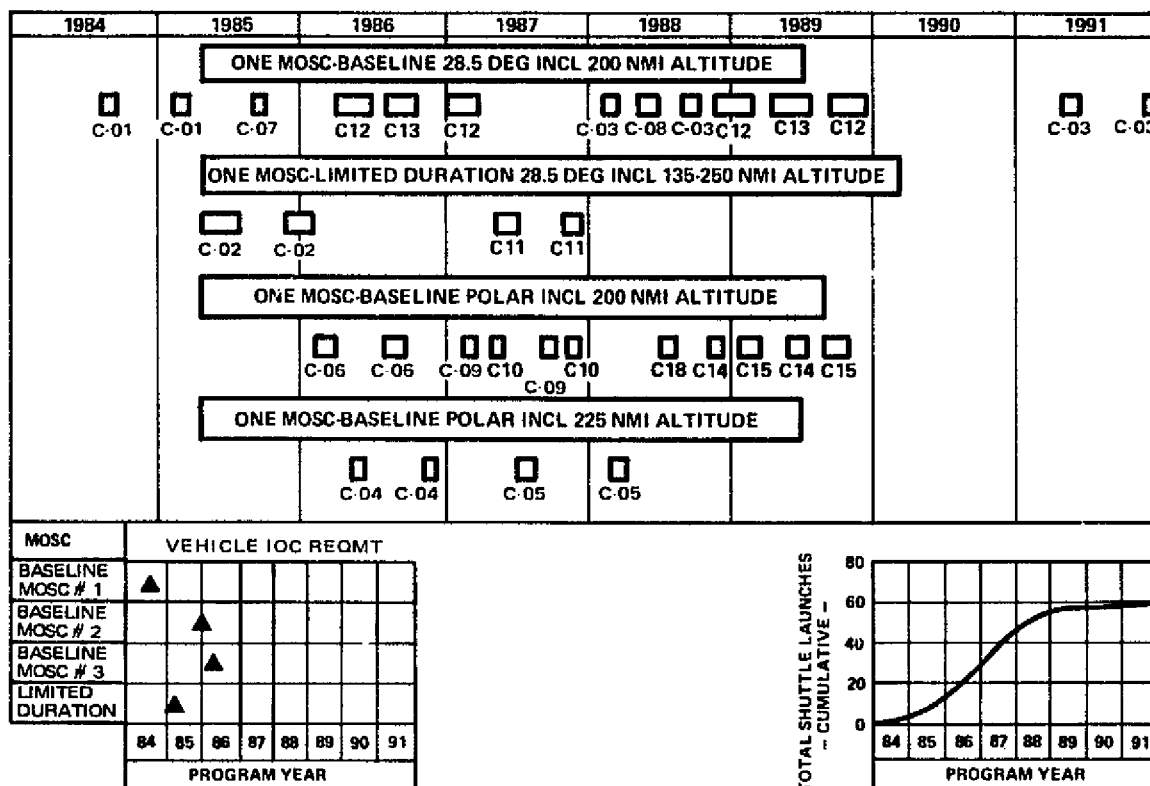 1984 1985 1986 1987 1988 1989 1990 1991
ONE MOSC-BASELINE 28.5 DEG INCL 200 NMI ALTITUDE
C-01 C-01 C-07 C12 C13 C12 C-03 C-08 C-03 C12 C13 C12 C-03 C-03
ONE MOSC-LIMITED DURATION 28.5 DEG INCL 135-250 NMI ALTITUDE
C-02 C-02 C11 C11
ONE MOSC-BASELINE POLAR INCL 200 NMI ALTITUDE
C-06 C-06 C-09 C10 C-09 C10 C18 C14 C15 C14 C15
ONE MOSC-BASELINE POLAR INCL 225 NMI ALTITUDE
C-04 C-04 C-05 C-05
MOSC
VEHICLE IOC REQMT
BASELINE
MOSC # 1
BASELINE
MOSC # 2
BASELINE
MOSC # 3
LIMITED
DURATION
84 85 86 87 88 89 90 91
PROGRAM YEAR
TOTAL SHUTTLE LAUNCHES
– CUMULATIVE –
80
60
40
20
0
84 85 86 87 88 89 90 91
PROGRAM YEAR